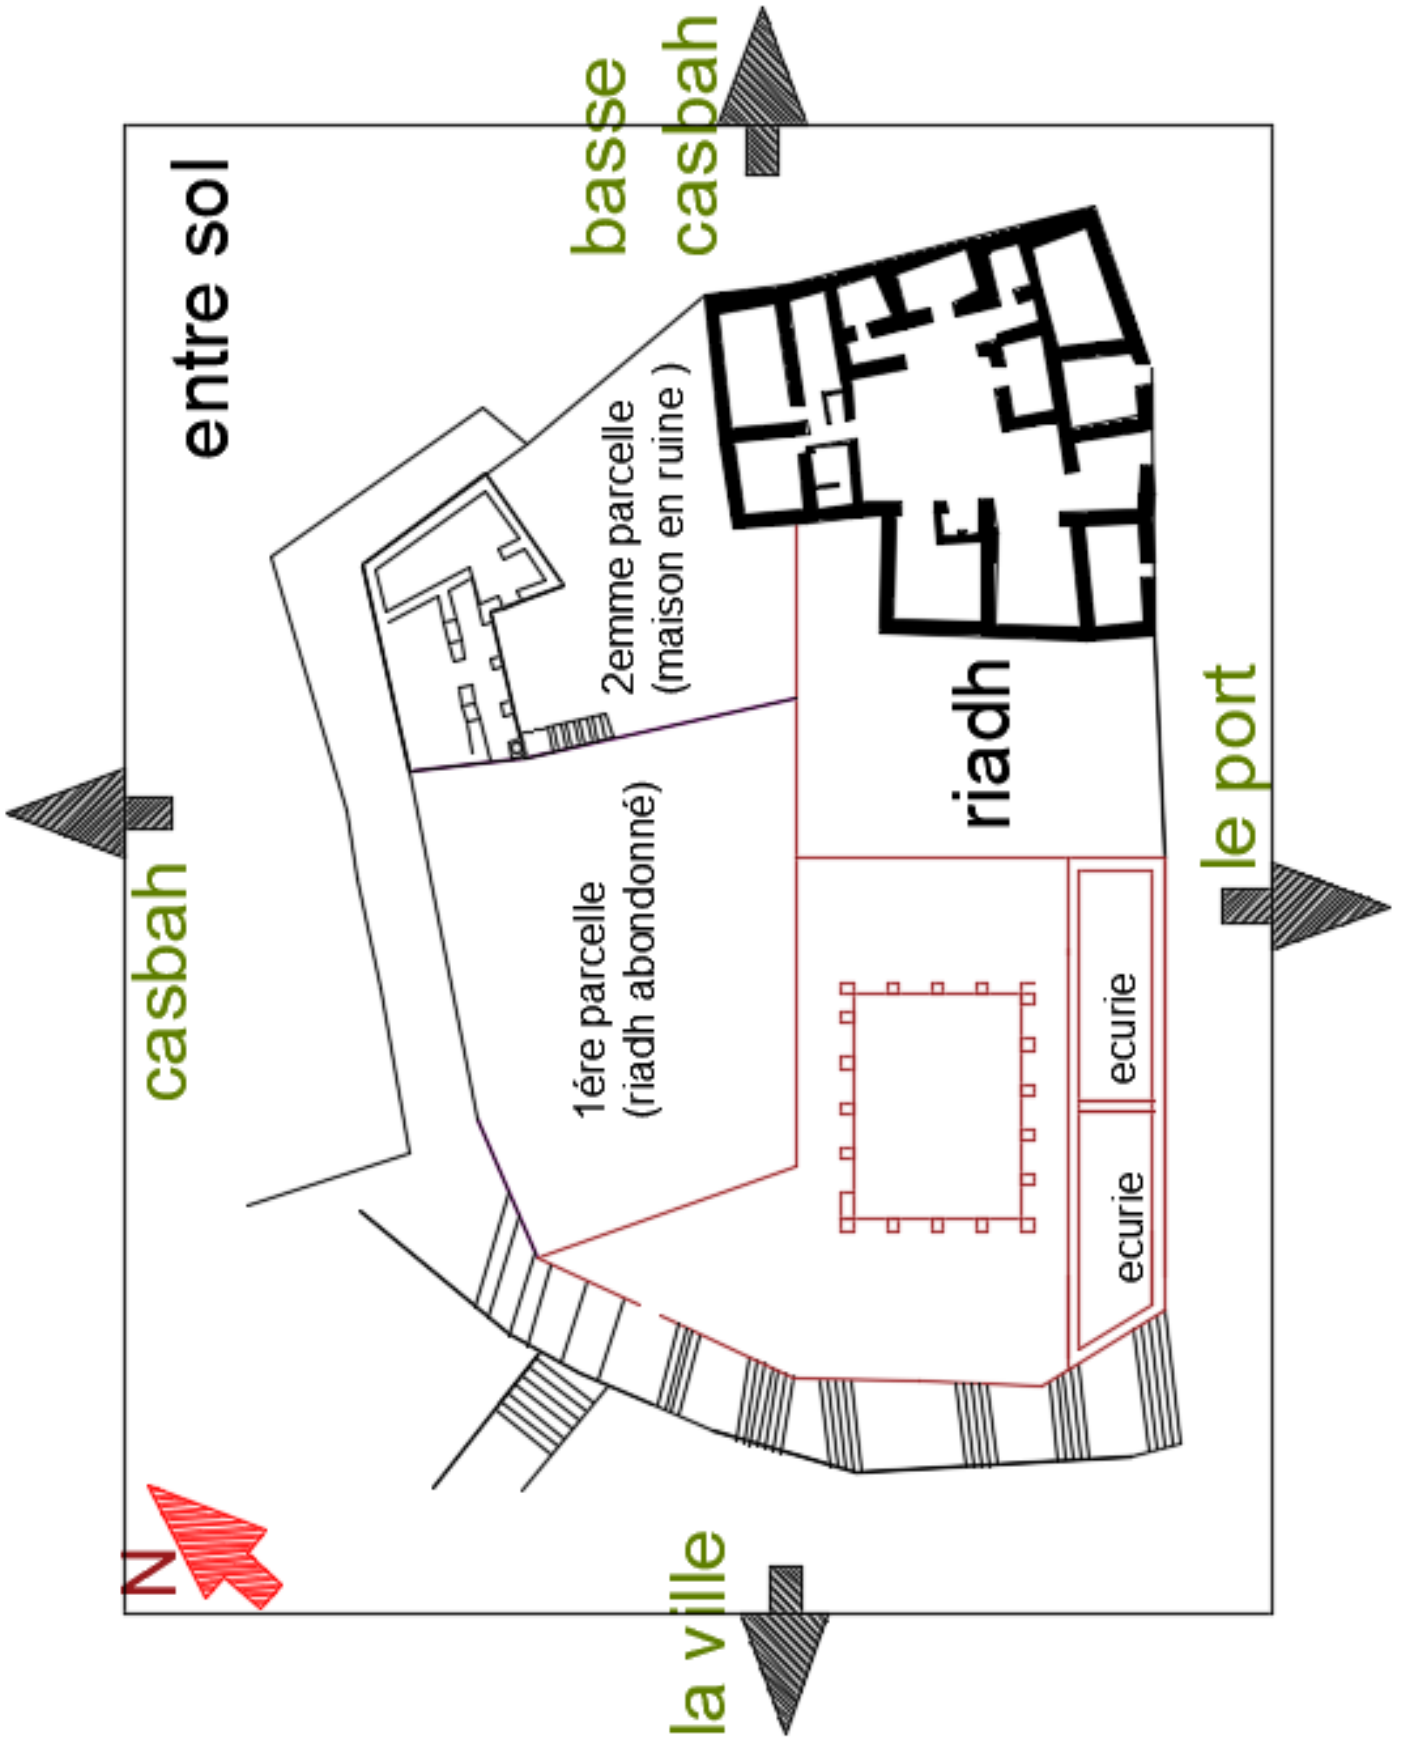 entre sol
basse
casbah
casbah
2emme parcelle
(maison en ruine )
1ére parcelle
(riadh abondonné)
riadh
le port
ecurie
ecurie
la ville
N